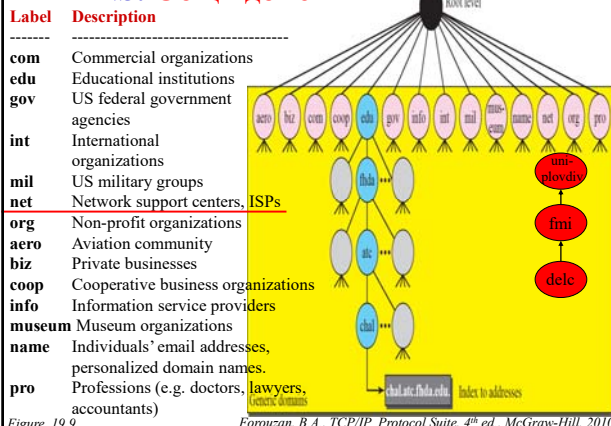 Root level
Label Description
------- -------------------------------------
com Commercial organizations
edu Educational institutions
gov US federal government
agencies
int International
organizations
mil US military groups
net Network support centers, ISPs
org Non-profit organizations
aero Aviation community
biz Private businesses
coop Cooperative business organizations
info Information service providers
museum Museum organizations
name Individuals’ email addresses,
personalized domain names.
pro Professions (e.g. doctors, lawyers,
accountants)
aero biz com coop edu gov info int mil mus-
eum name net org pro
fhda
atc
chal
chal.atc.fhda.edu.
Index to addresses
Generic domains
uni-
plovdiv
fmi
delc
Figure 19.9
Forouzan, B.A., TCP/IP Protocol Suite, 4th ed., McGraw-Hill, 2010